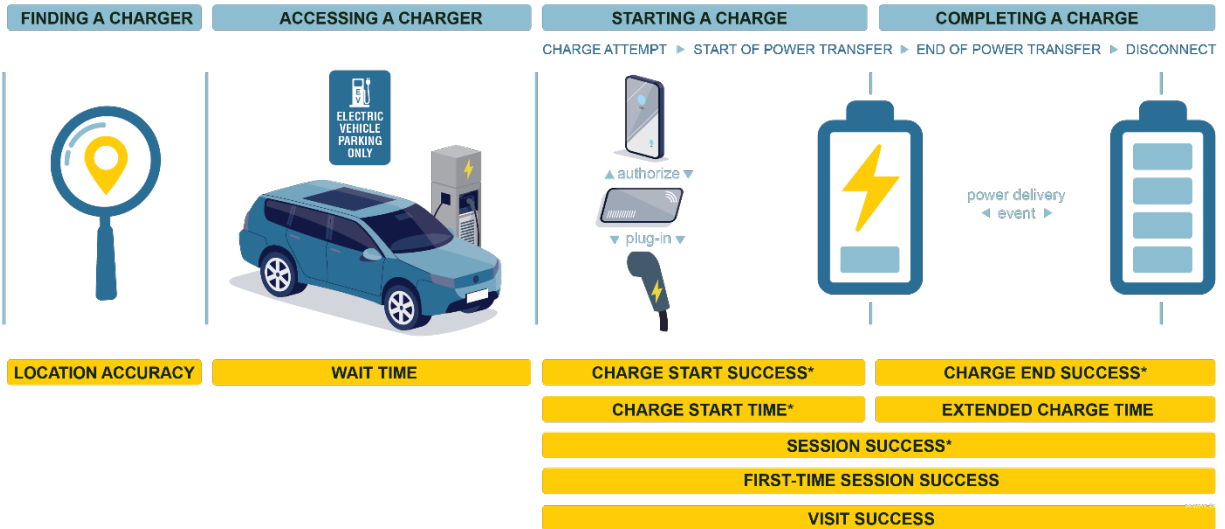 FINDING A CHARGER
ACCESSING A CHARGER
STARTING A CHARGE
COMPLETING A CHARGE
CHARGE ATTEMPT ▶ START OF POWER TRANSFER ▶ END OF POWER TRANSFER ▶ DISCONNECT
EV
ELECTRIC
VEHICLE
PARKING
ONLY
▲ authorize ▼
▼ plug-in ▼
power delivery
◀ event ▶
LOCATION ACCURACY
WAIT TIME
CHARGE START SUCCESS*
CHARGE END SUCCESS*
CHARGE START TIME*
EXTENDED CHARGE TIME
SESSION SUCCESS*
FIRST-TIME SESSION SUCCESS
VISIT SUCCESS